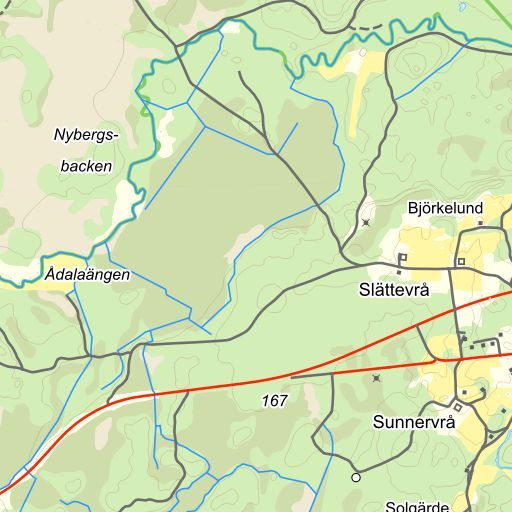 Nybergs-
backen
Björkelund
Ådalaängen
Slättevrå
167
Sunnervrå
Solgärde